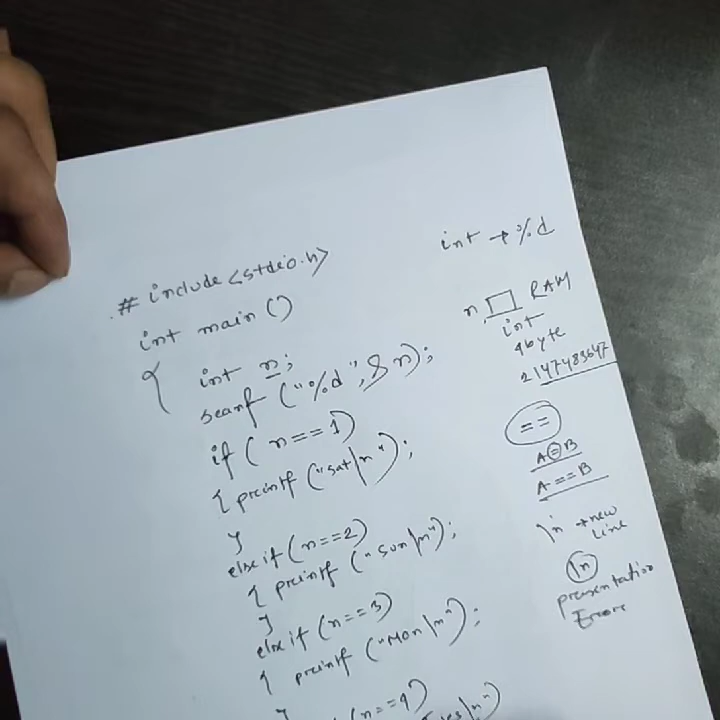 #include<stdio.h>
int main ()
{ int n;
scanf ("%d", &n);
if (n==1)
{ printf ("Sat\n");
}
else if (n==2)
{ printf ("Sun\n");
}
else if (n==3)
{ printf ("Mon\n");
}
(n==4)
int → %d
n RAM
int
4byte
2147483647
==
A=B
A==B
\n → new
line
\n
presentation
Error